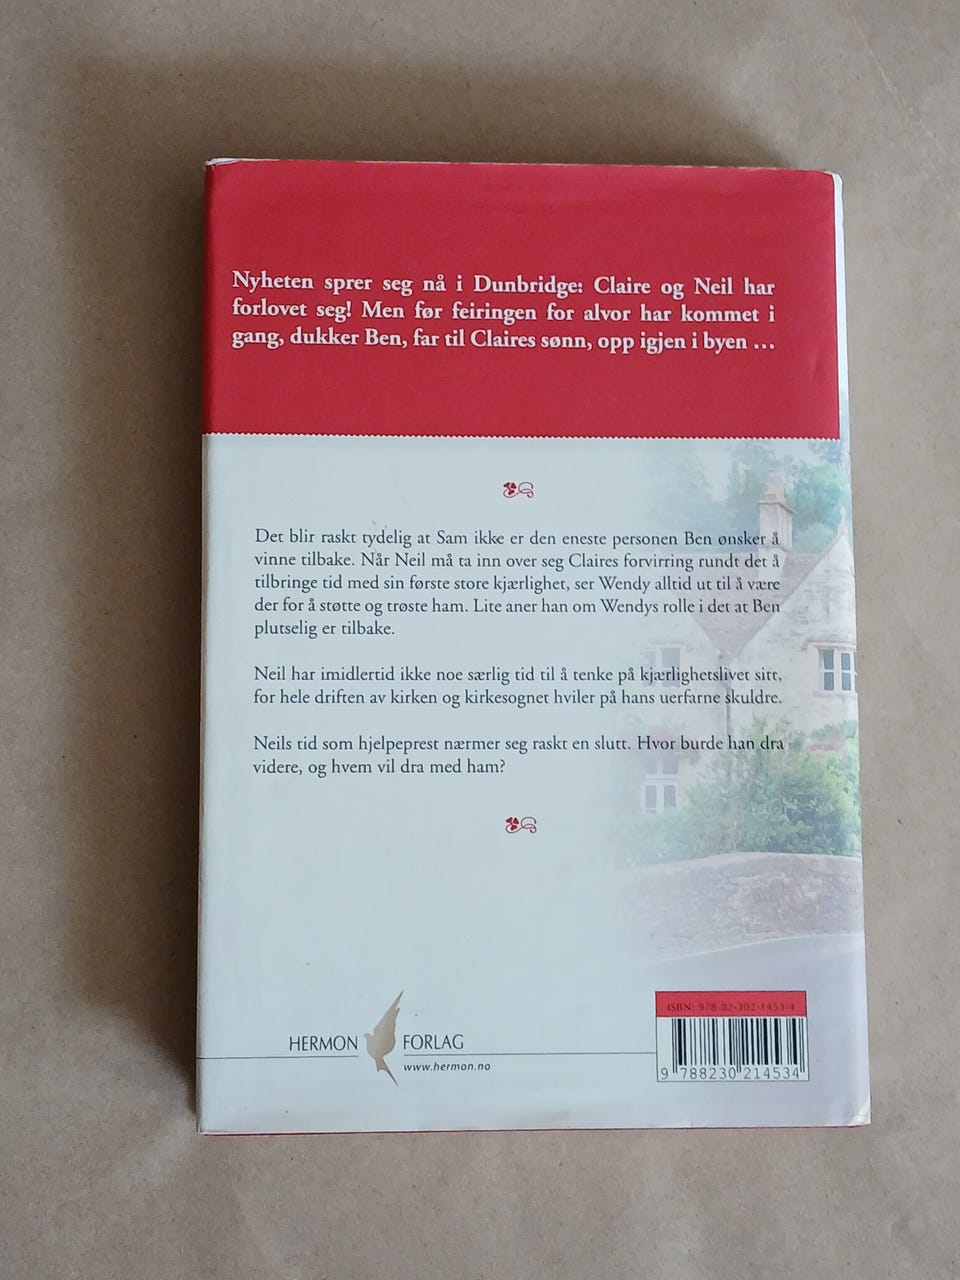 Nyheten sprer seg nå i Dunbridge: Claire og Neil har
forlovet seg! Men før feiringen for alvor har kommet i
gang, dukker Ben, far til Claires sønn, opp igjen i byen ...
Det blir raskt tydelig at Sam ikke er den eneste personen Ben ønsker å
vinne tilbake. Når Neil må ta inn over seg Claires forvirring rundt det å
tilbringe tid med sin første store kjærlighet, ser Wendy alltid ut til å være
der for å støtte og trøste ham. Lite aner han om Wendys rolle i det at Ben
plutselig er tilbake.
Neil har imidlertid ikke noe særlig tid til å tenke på kjærlighetslivet sitt,
for hele driften av kirken og kirkesognet hviler på hans uerfarne skuldre.
Neils tid som hjelpeprest nærmer seg raskt en slutt. Hvor burde han dra
videre, og hvem vil dra med ham?
HERMON FORLAG
www.hermon.no
ISBN: 978-82-302-1453-4
9 788230 214534